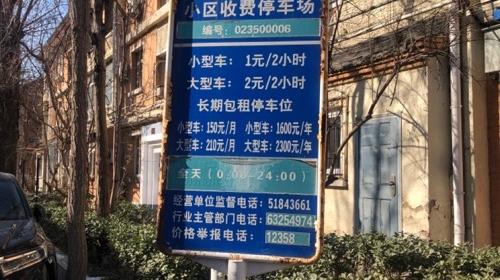 小区收费停车场
编号：023500006
小型车：1元/2小时
大型车：2元/2小时
长期包租停车位
小型车：150元/月 小型车：1600元/年
大型车：210元/月 大型车：2300元/年
全天（0:00-24:00）
经营单位监督电话：51843661
行业主管部门电话：63254974
价格举报电话：12358